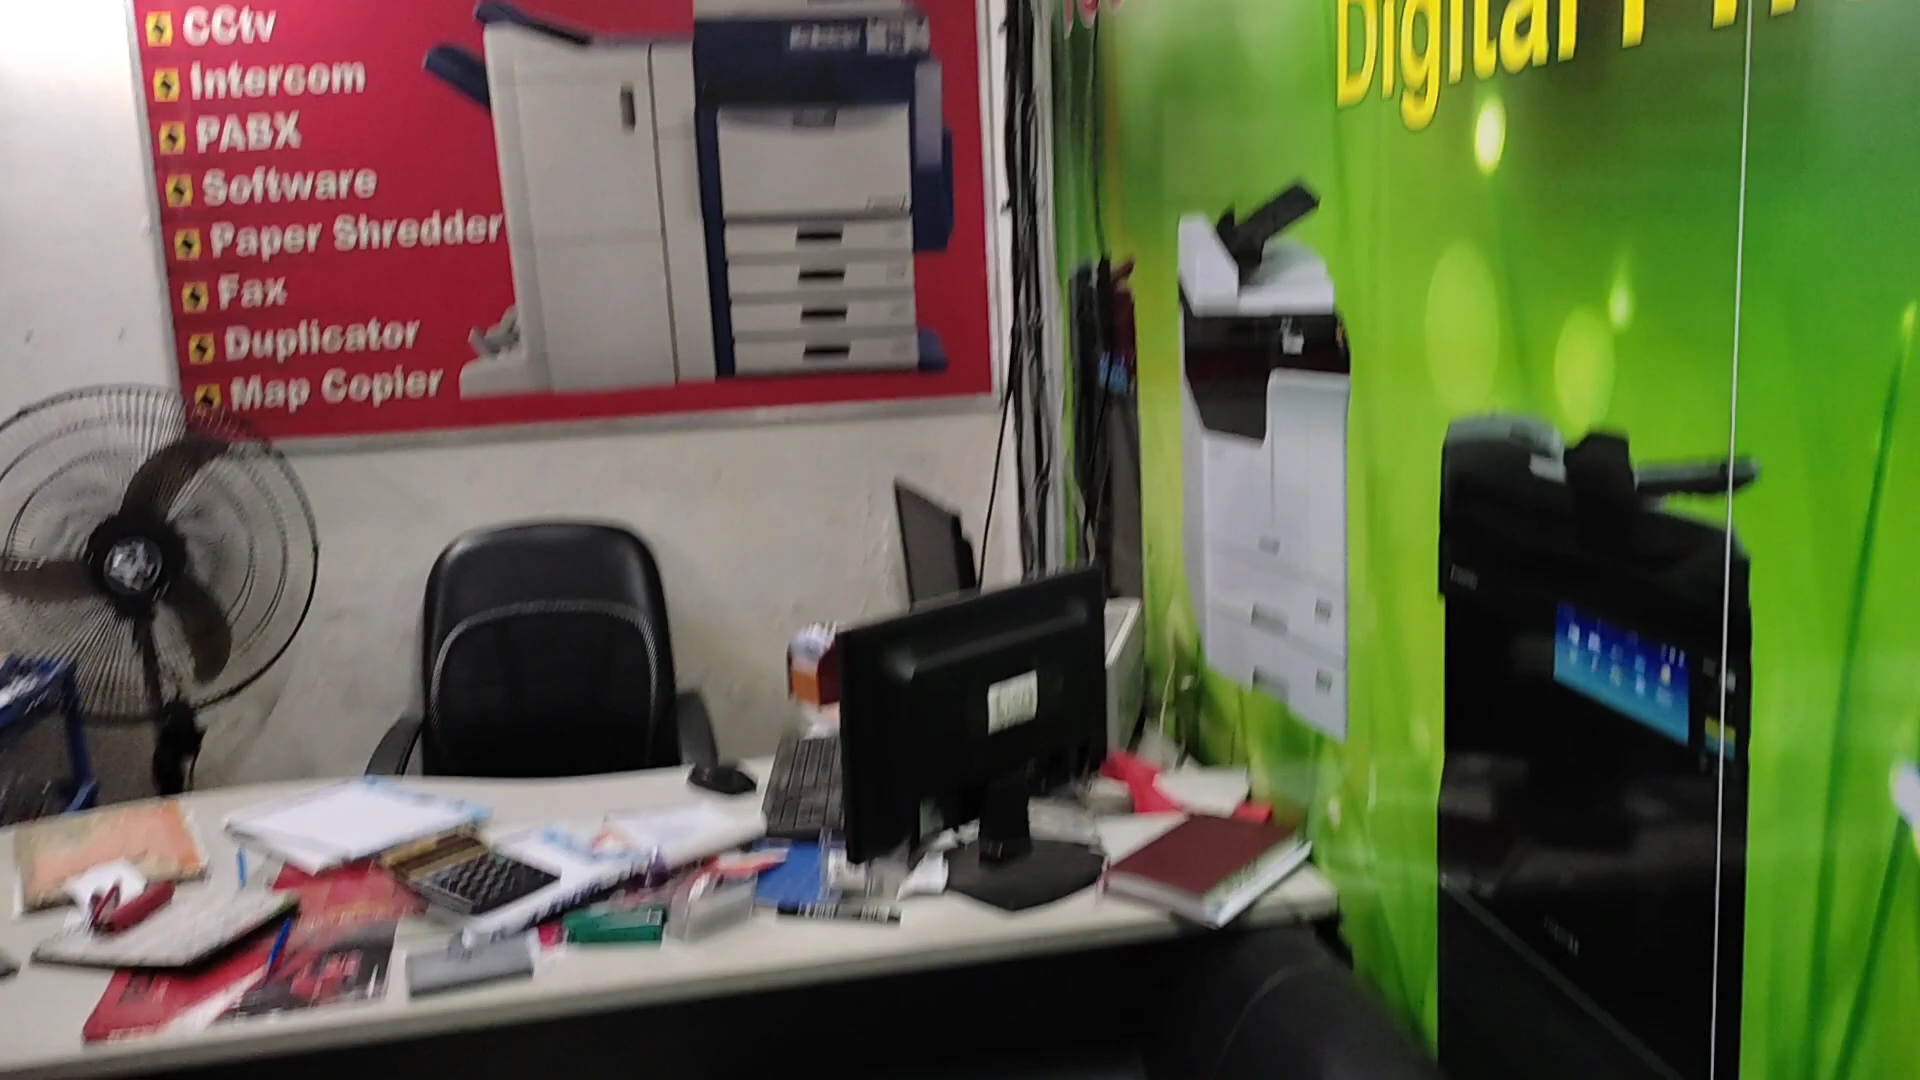 CCtv
Intercom
PABX
Software
Paper Shredder
Fax
Duplicator
Map Copier
Digital